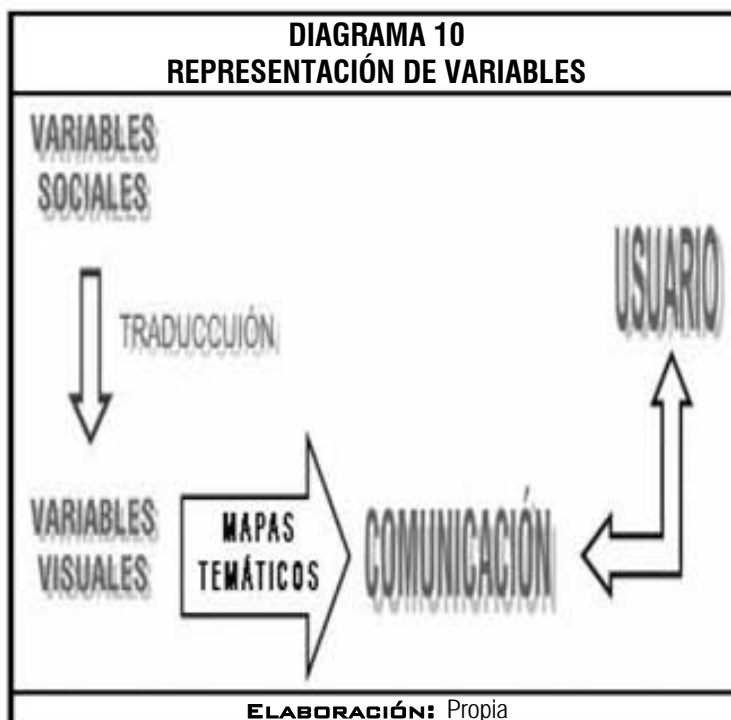 DIAGRAMA 10
REPRESENTACIÓN DE VARIABLES
VARIABLES
SOCIALES
TRADUCCUIÓN
USUARIO
VARIABLES
VISUALES
MAPAS
TEMÁTICOS
COMUNICACIÓN
ELABORACIÓN: Propia